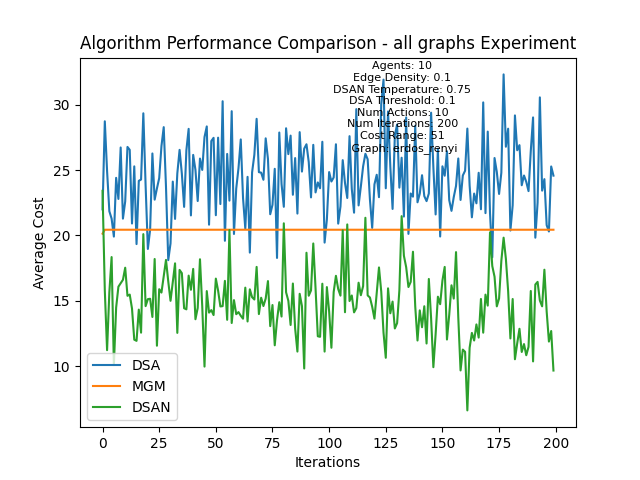 Algorithm Performance Comparison - all graphs Experiment
Agents: 10
Edge Density: 0.1
DSAN Temperature: 0.75
DSA Threshold: 0.1
Num Actions: 10
Num Iterations: 200
Cost Range: 51
Graph: erdos_renyi
Average Cost
30
25
20
15
10
DSA
MGM
DSAN
0 25 50 75 100 125 150 175 200
Iterations